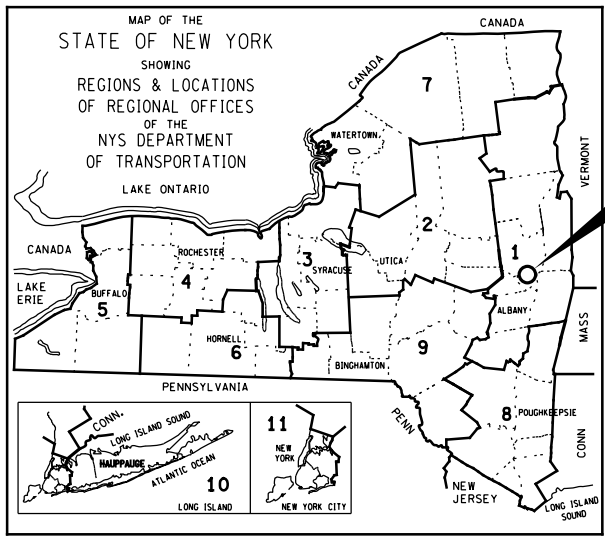 MAP OF THE
STATE OF NEW YORK
SHOWING
REGIONS & LOCATIONS
OF REGIONAL OFFICES
OF THE
NYS DEPARTMENT
OF TRANSPORTATION
LAKE ONTARIO
CANADA
CANADA
7
WATERTOWN
VERMONT
2
UTICA
1
ALBANY
MASS
CANADA
LAKE
ERIE
BUFFALO
5
ROCHESTER
4
3
SYRACUSE
HORNELL
6
BINGHAMTON
9
PENNSYLVANIA
PENN
8
POUGHKEEPSIE
CONN
NEW
JERSEY
LONG ISLAND
SOUND
CONN.
LONG ISLAND SOUND
HAUPPAUGE
ATLANTIC OCEAN
10
LONG ISLAND
11
NEW
YORK
NEW YORK CITY